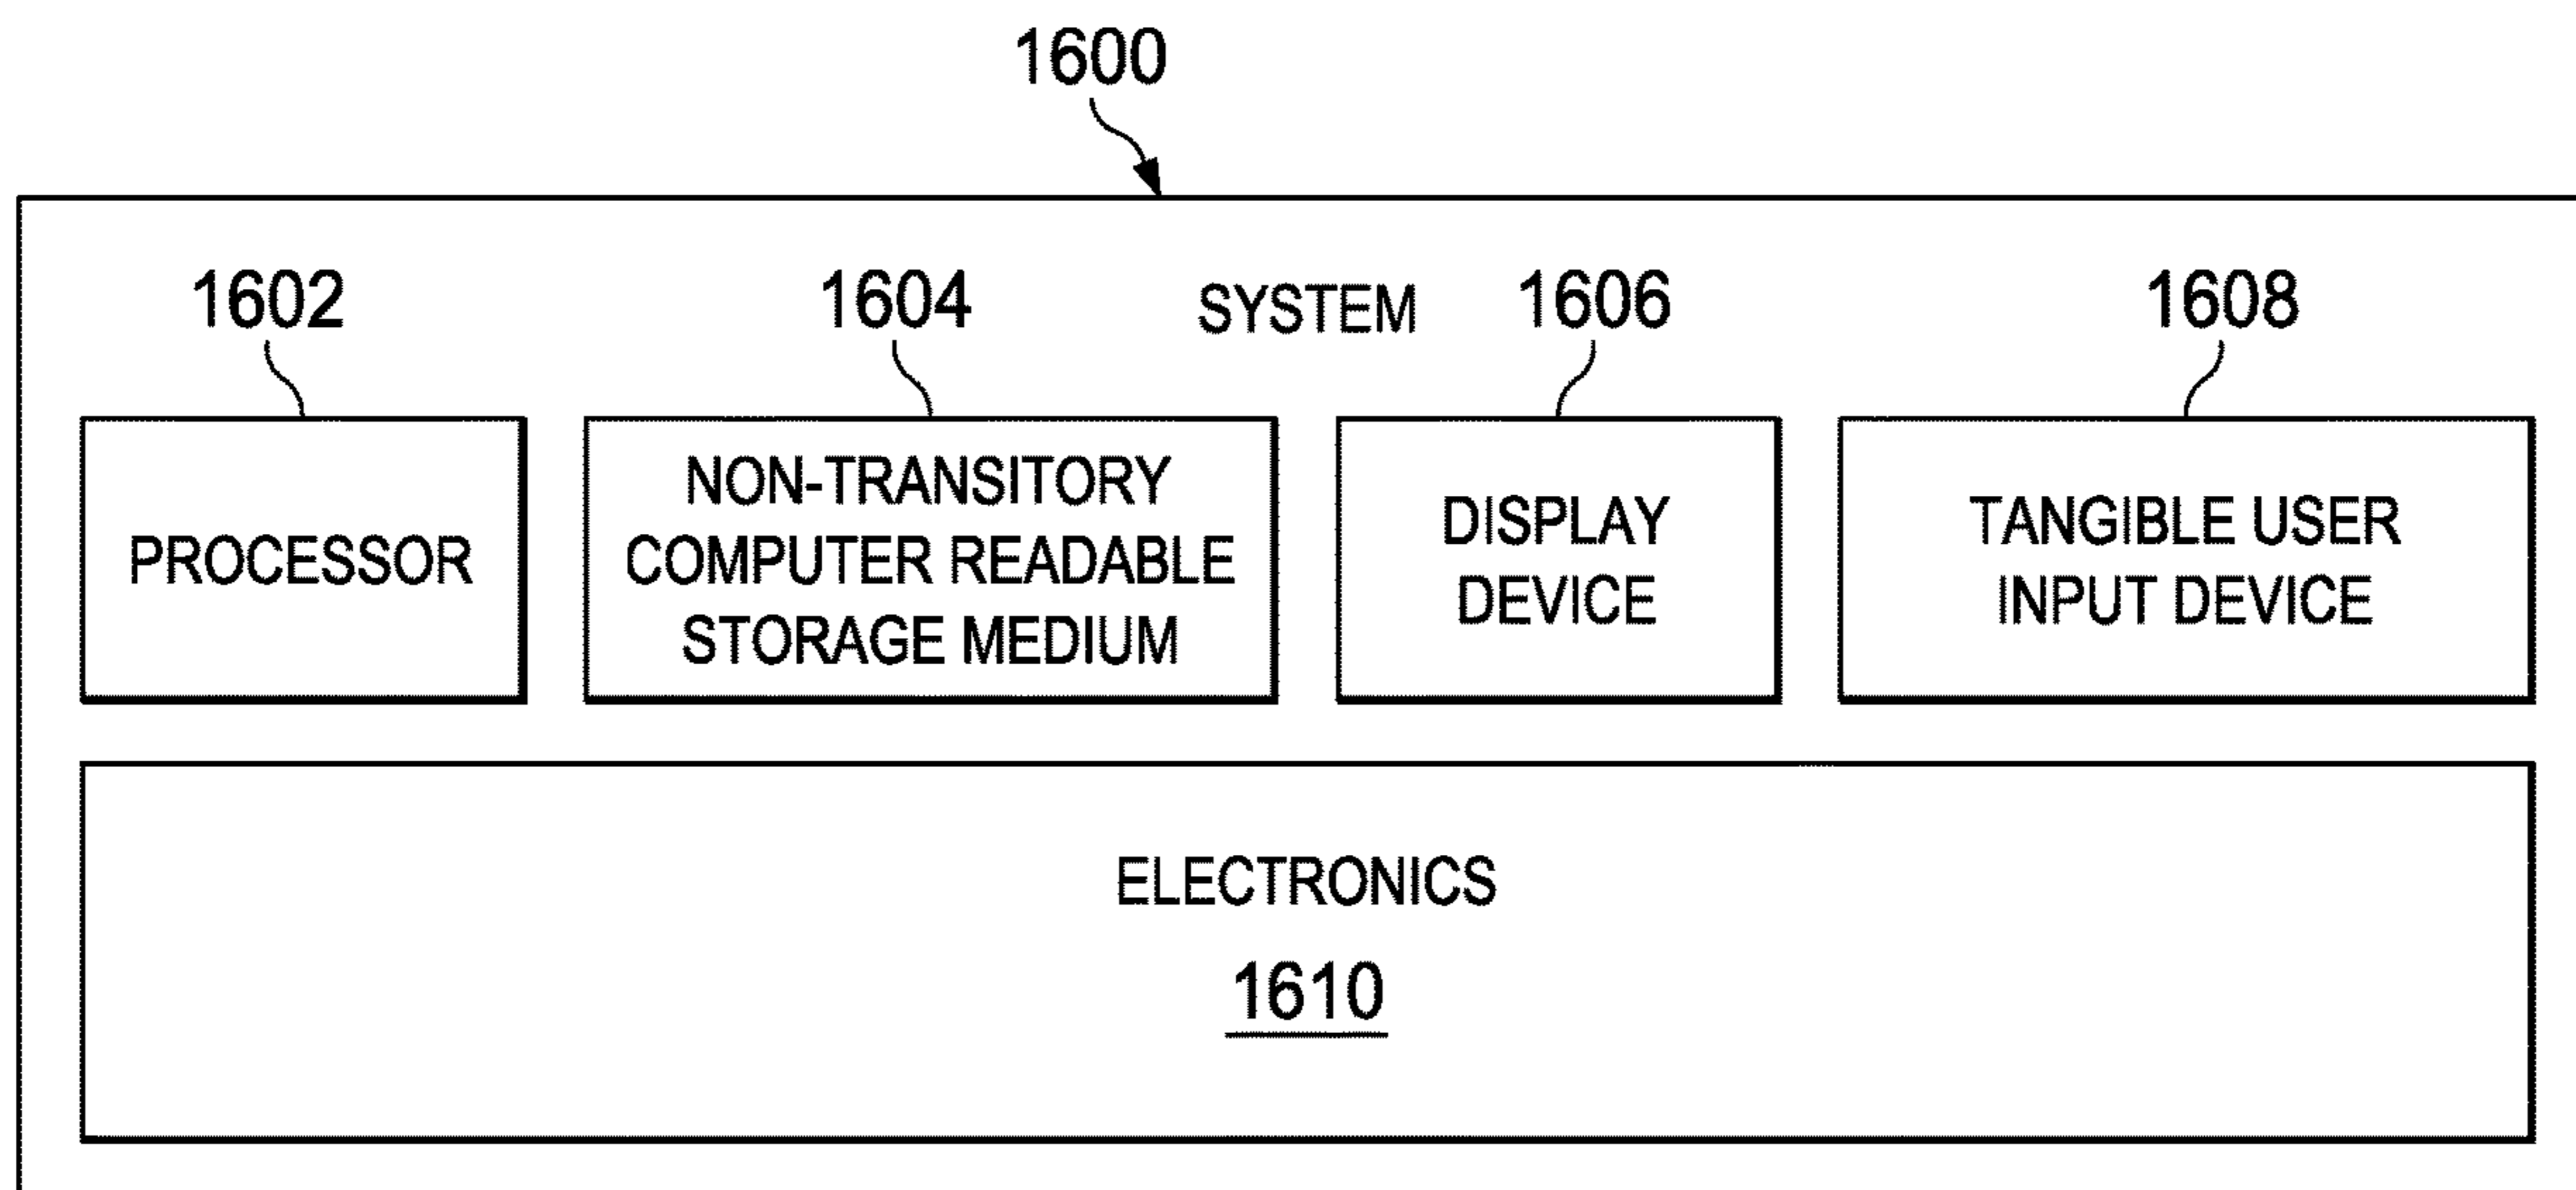 1600
1602
1604
SYSTEM
1606
1608
PROCESSOR
NON-TRANSITORY
COMPUTER READABLE
STORAGE MEDIUM
DISPLAY
DEVICE
TANGIBLE USER
INPUT DEVICE
ELECTRONICS
1610